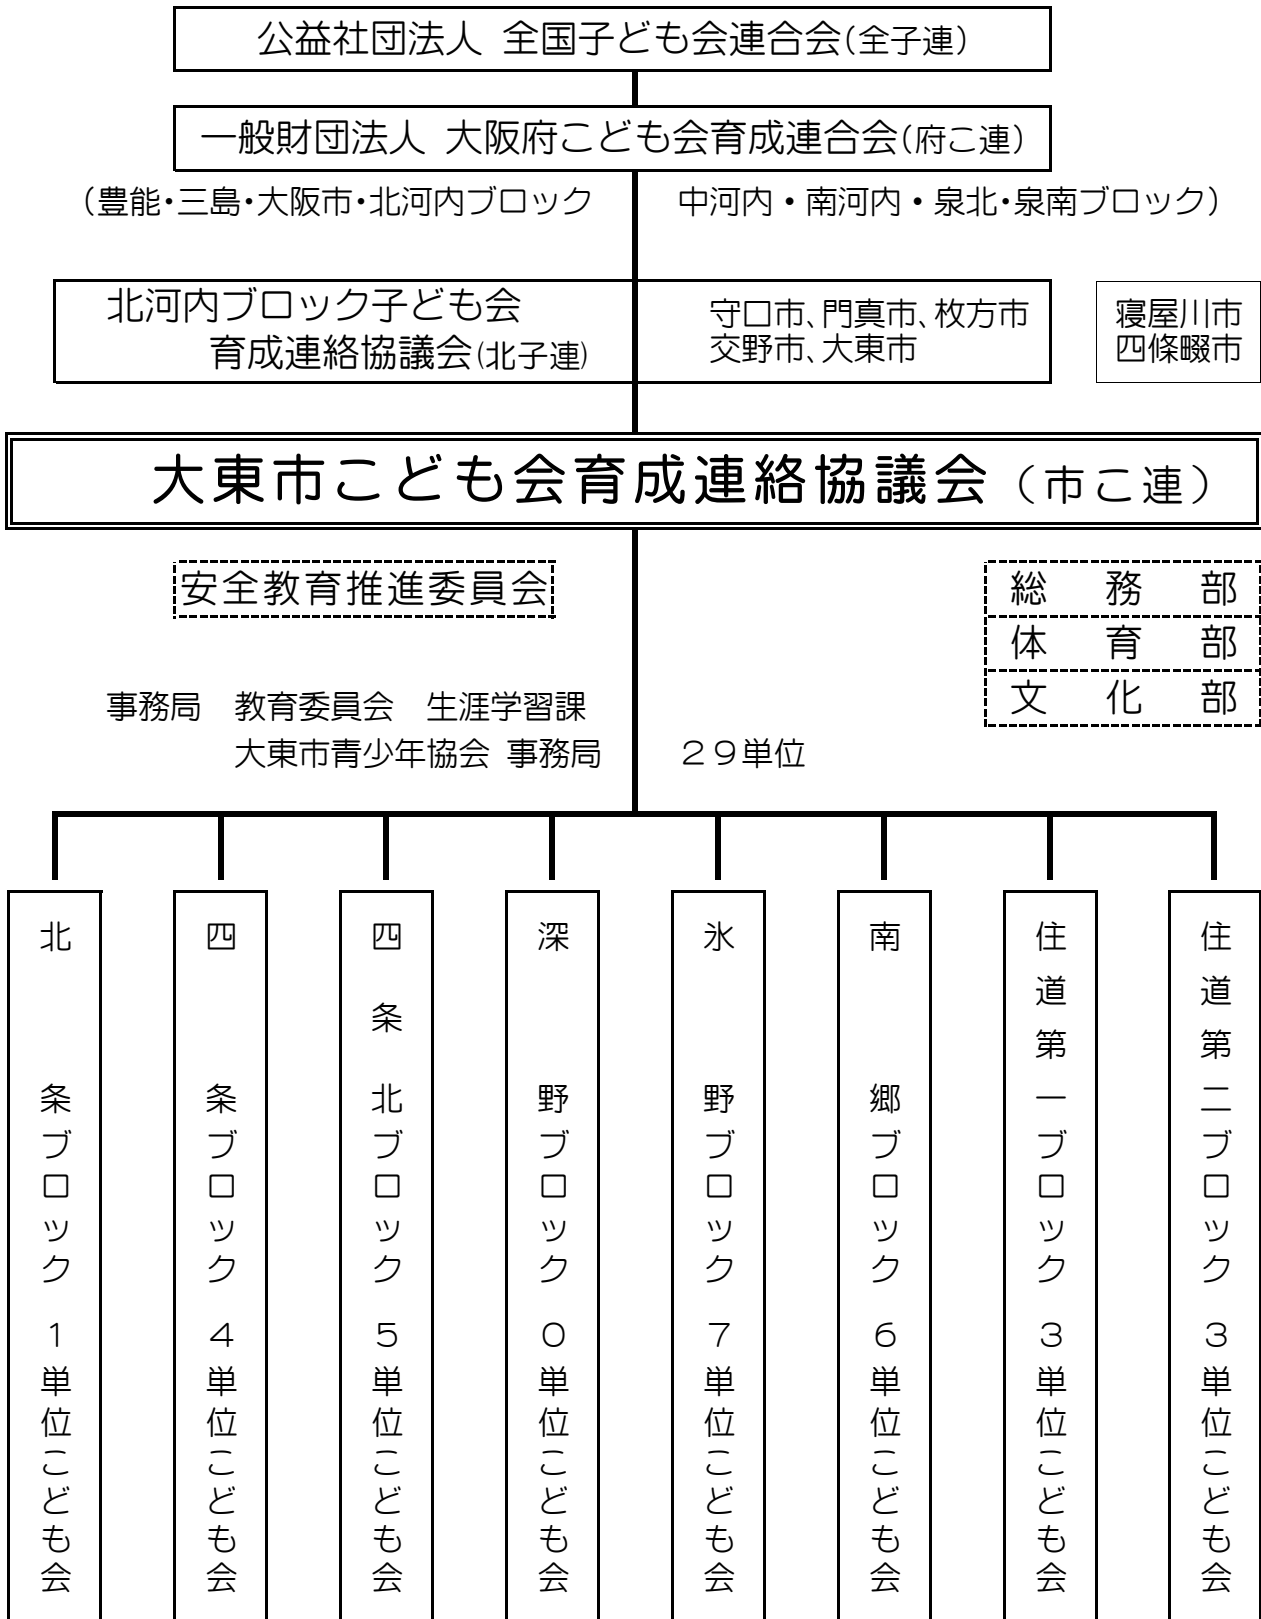 公益社団法人 全国子ども会連合会(全子連)
一般財団法人 大阪府こども会育成連合会(府こ連)
(豊能・三島・大阪市・北河内ブロック　中河内・南河内・泉北・泉南ブロック)
北河内ブロック子ども会
育成連絡協議会(北子連)
守口市、門真市、枚方市
交野市、大東市
寝屋川市
四條畷市
大東市こども会育成連絡協議会（市こ連）
安全教育推進委員会
総務部
体育部
文化部
事務局　教育委員会　生涯学習課
大東市青少年協会 事務局
２９単位
北条ブロック １単位こども会
四条ブロック ４単位こども会
四条北ブロック ５単位こども会
深野ブロック ０単位こども会
氷野ブロック ７単位こども会
南郷ブロック ６単位こども会
住道第一ブロック ３単位こども会
住道第二ブロック ３単位こども会